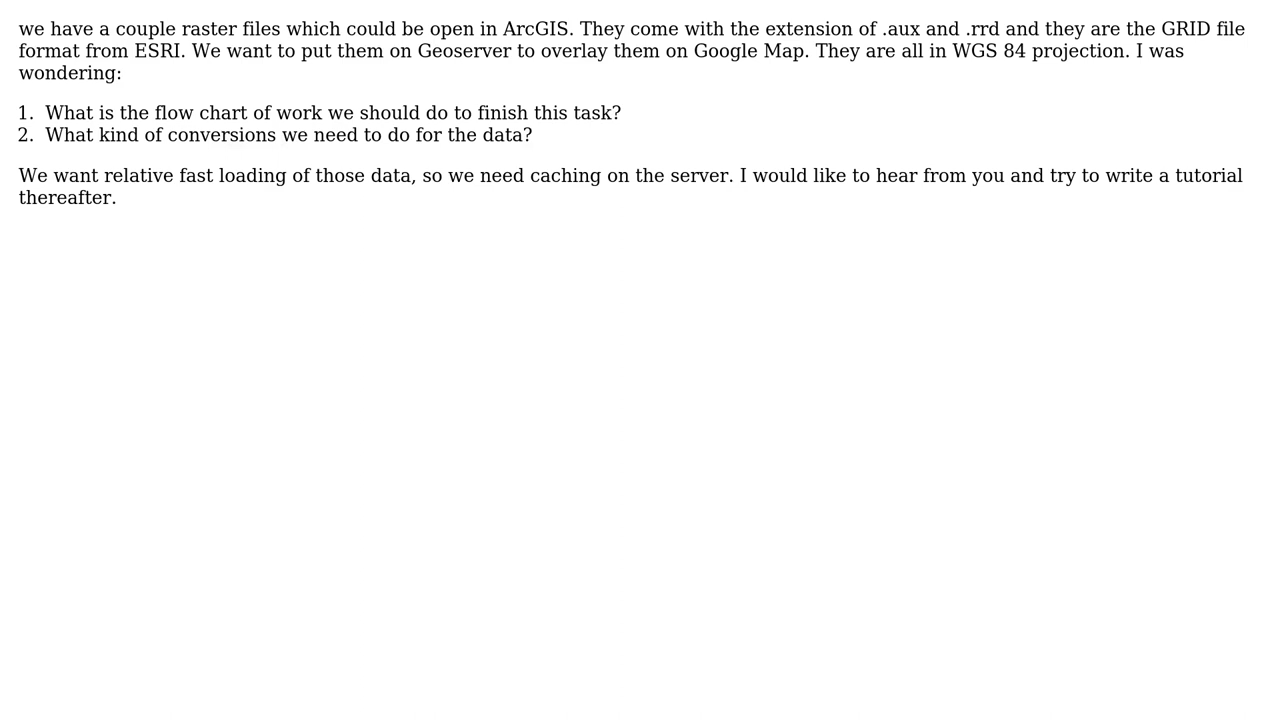 we have a couple raster files which could be open in ArcGIS. They come with the extension of .aux and .rrd and they are the GRID file
format from ESRI. We want to put them on Geoserver to overlay them on Google Map. They are all in WGS 84 projection. I was
wondering:
1. What is the flow chart of work we should do to finish this task?
2. What kind of conversions we need to do for the data?
We want relative fast loading of those data, so we need caching on the server. I would like to hear from you and try to write a tutorial
thereafter.